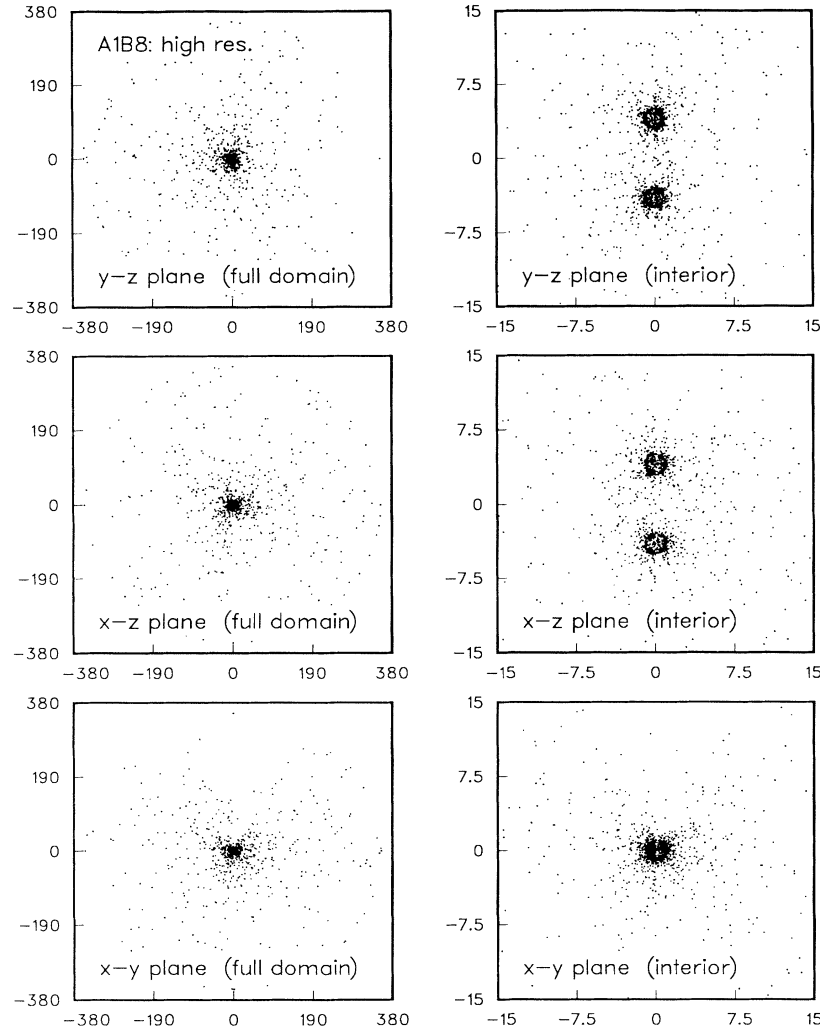 380
190
0
−190
−380
A1B8: high res.
y−z plane (full domain)
−380 −190 0 190 380
15
7.5
0
−7.5
−15
y−z plane (interior)
−15 −7.5 0 7.5 15
380
190
0
−190
−380
x−z plane (full domain)
−380 −190 0 190 380
15
7.5
0
−7.5
−15
x−z plane (interior)
−15 −7.5 0 7.5 15
380
190
0
−190
−380
x−y plane (full domain)
−380 −190 0 190 380
15
7.5
0
−7.5
−15
x−y plane (interior)
−15 −7.5 0 7.5 15